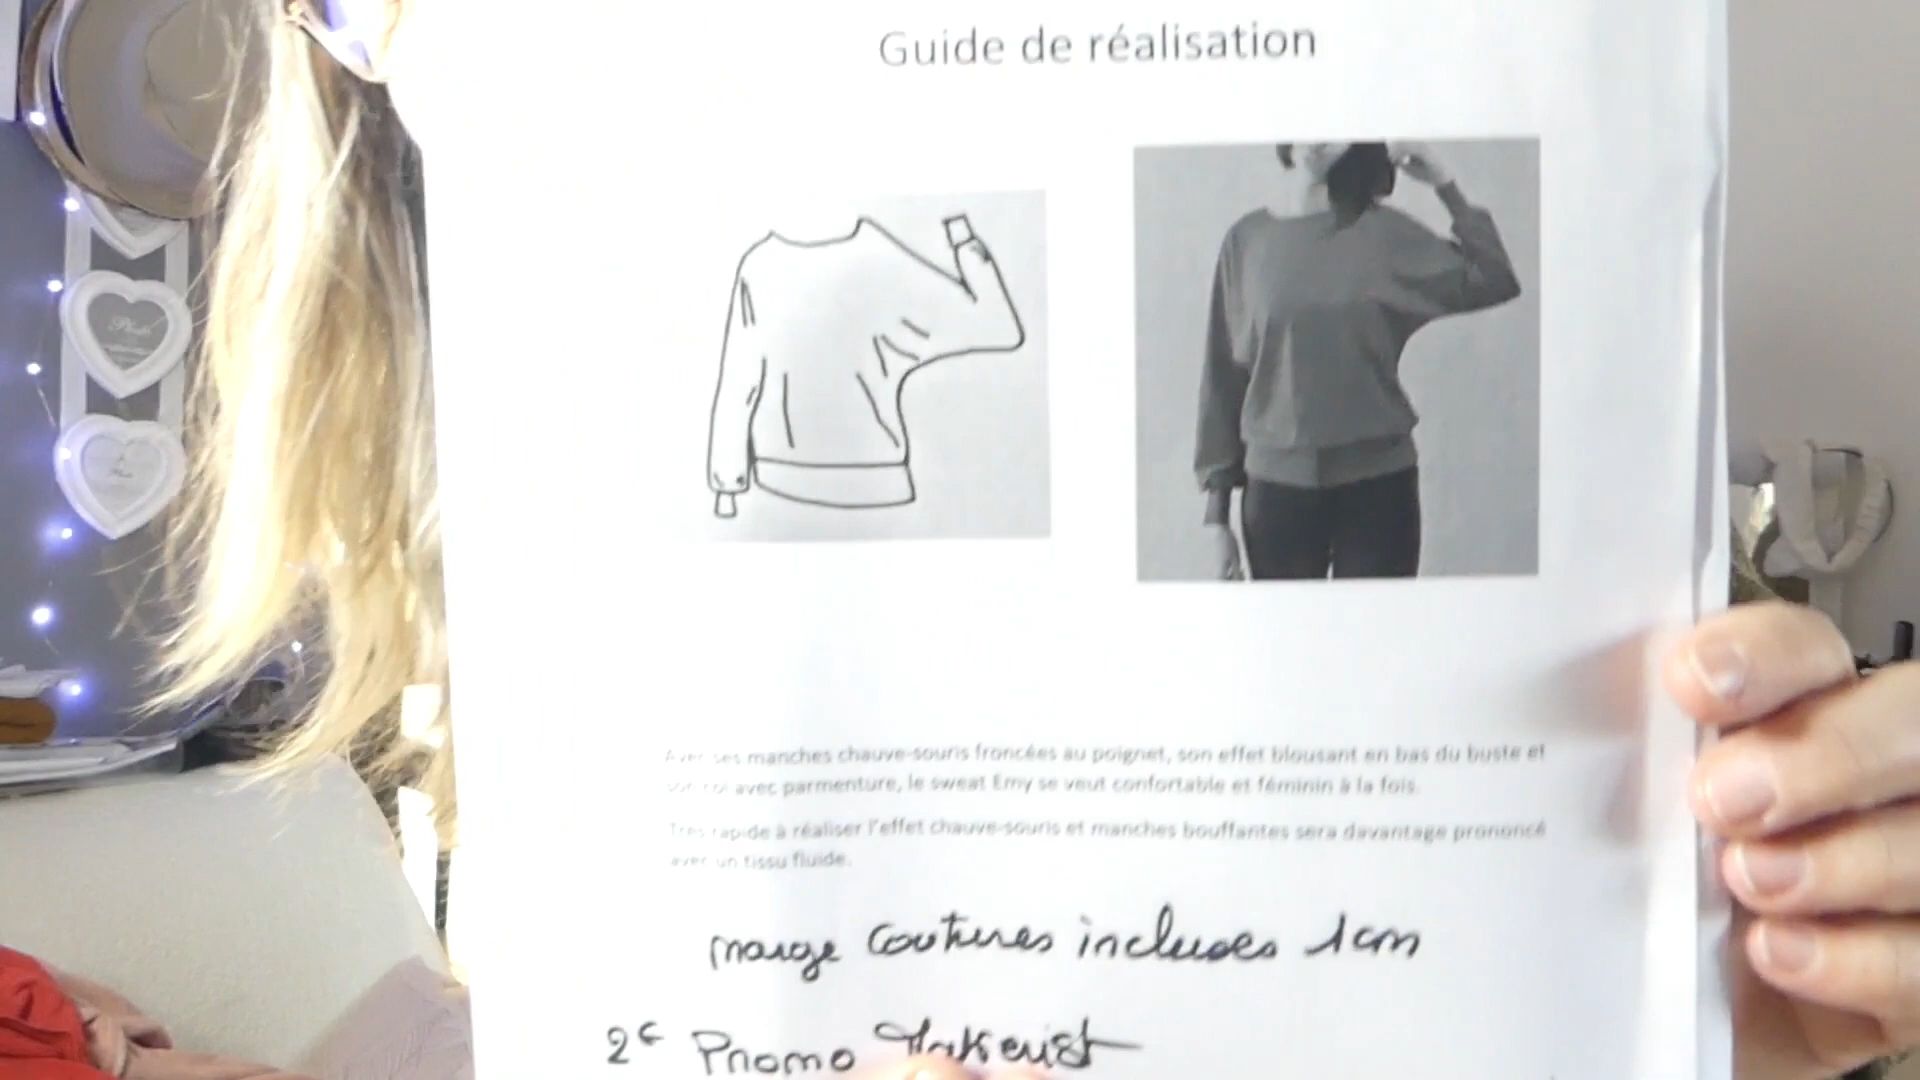 Guide de réalisation
Avec ses manches chauve-souris froncées au poignet, son effet blousant en bas du buste et
son col avec parmenture, le sweat Emy se veut confortable et féminin à la fois.
Très rapide à réaliser l'effet chauve-souris et manches bouffantes sera davantage prononcé
avec un tissu fluide.
marge coutures incluses 1cm
2€ Promo Makerist